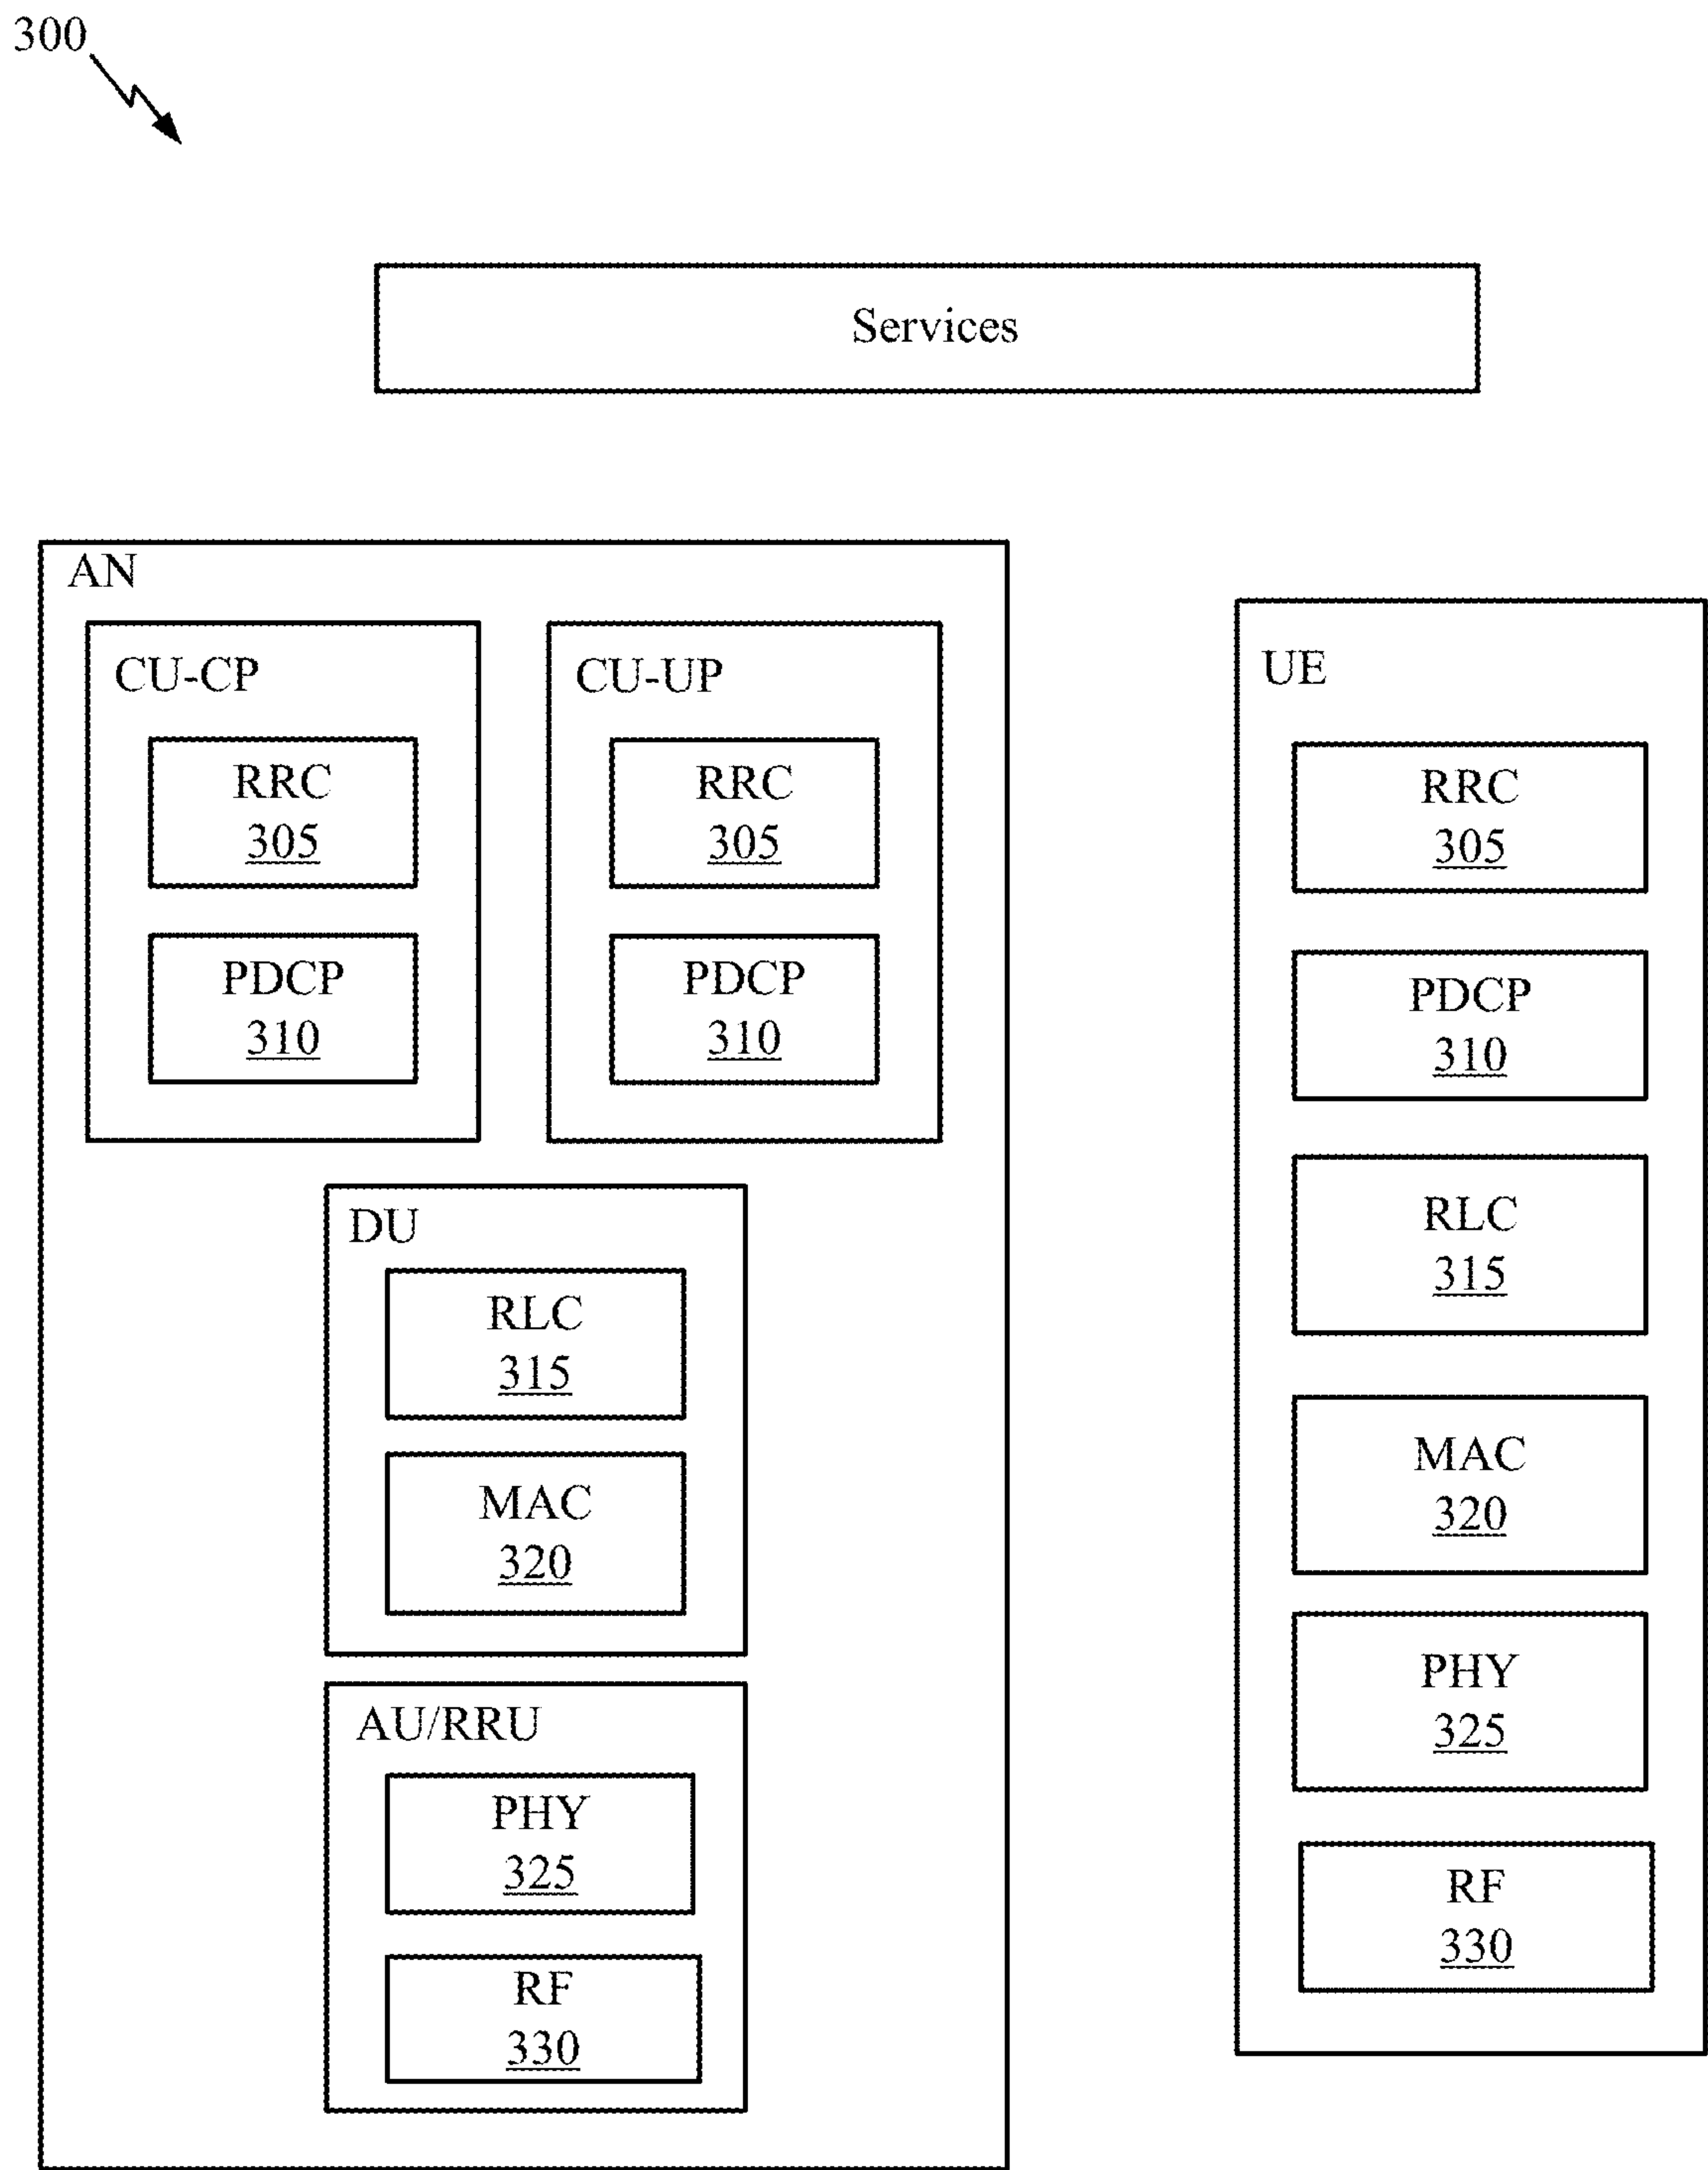 300
Services
AN
CU-CP
RRC
305
PDCP
310
CU-UP
RRC
305
PDCP
310
DU
RLC
315
MAC
320
AU/RRU
PHY
325
RF
330
UE
RRC
305
PDCP
310
RLC
315
MAC
320
PHY
325
RF
330